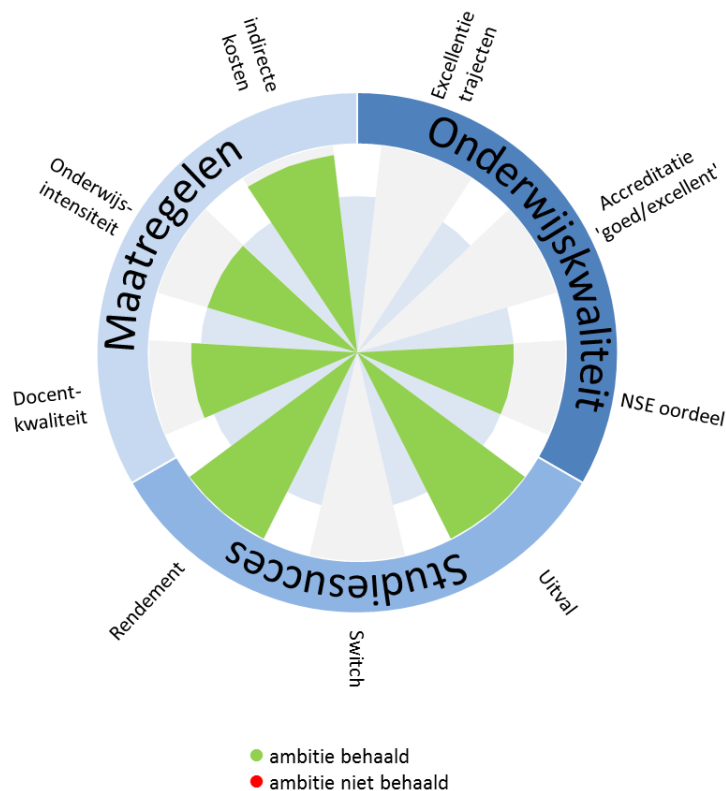 indirecte
kosten
Excellentie
trajecten
Accreditatie
'goed/excellent'
Onderwijs-
intensiteit
Maatregelen
Onderwijskwaliteit
Docent-
kwaliteit
NSE oordeel
Studiesucces
Rendement
Switch
Uitval
ambitie behaald
ambitie niet behaald